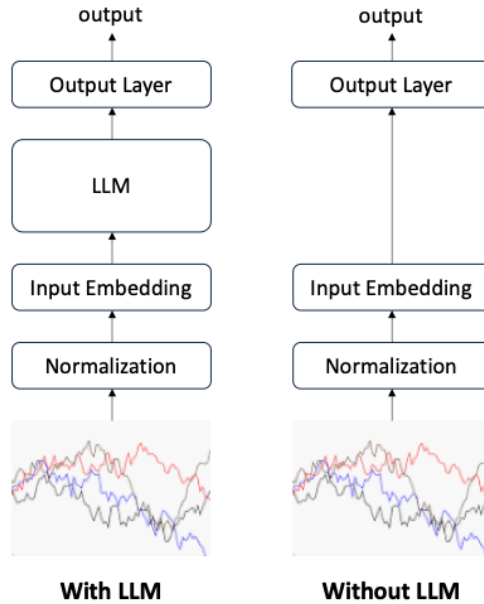 output
Output Layer
LLM
Input Embedding
Normalization
With LLM
output
Output Layer
Input Embedding
Normalization
Without LLM